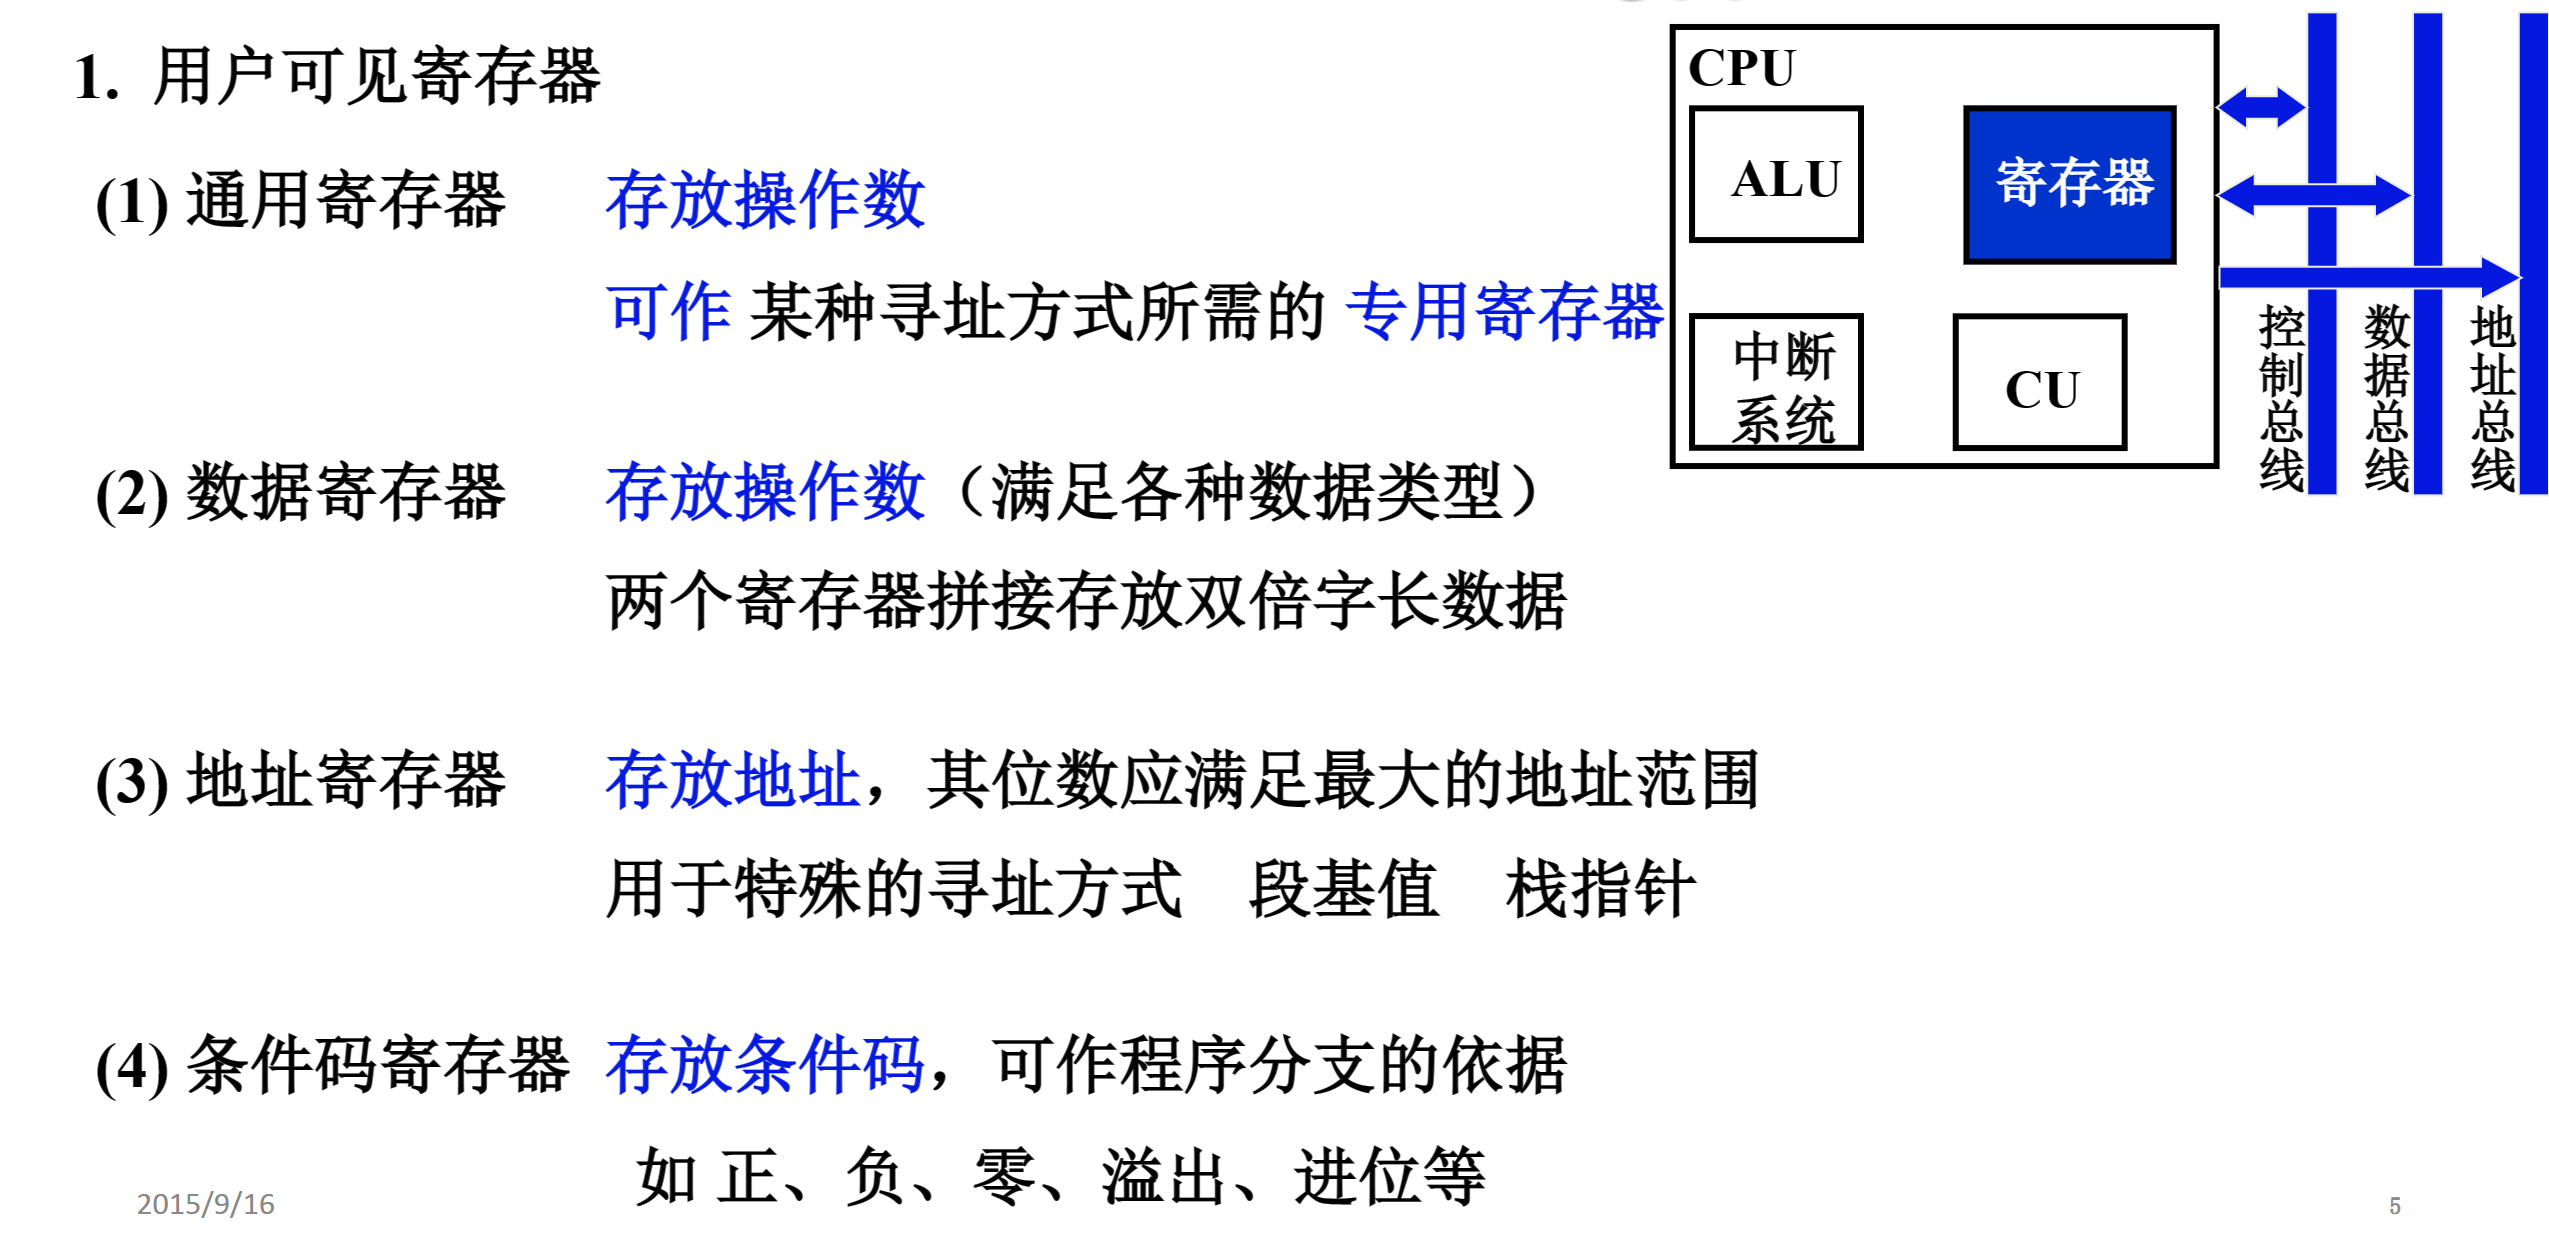 1. 用户可见寄存器
(1) 通用寄存器 存放操作数
可作 某种寻址方式所需的 专用寄存器
(2) 数据寄存器 存放操作数（满足各种数据类型）
两个寄存器拼接存放双倍字长数据
(3) 地址寄存器 存放地址，其位数应满足最大的地址范围
用于特殊的寻址方式 段基值 栈指针
(4) 条件码寄存器 存放条件码，可作程序分支的依据
如 正、负、零、溢出、进位等
CPU
ALU
寄存器
中断
系统
CU
控制总线
数据总线
地址总线
2015/9/16
5